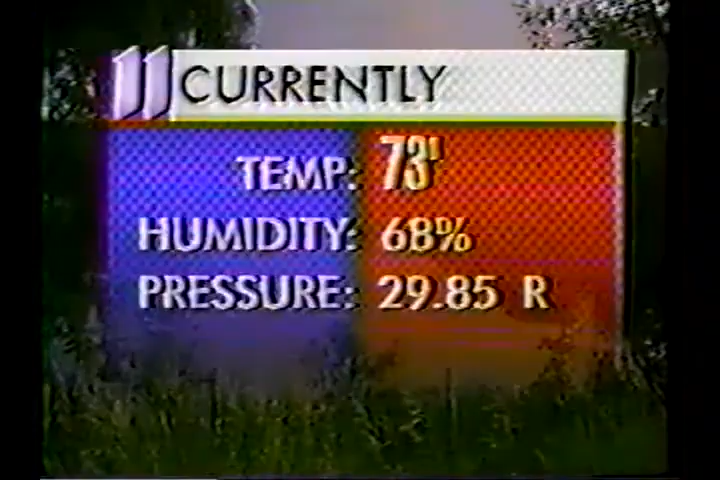 11 CURRENTLY
TEMP: 73°
HUMIDITY: 68%
PRESSURE: 29.85 R